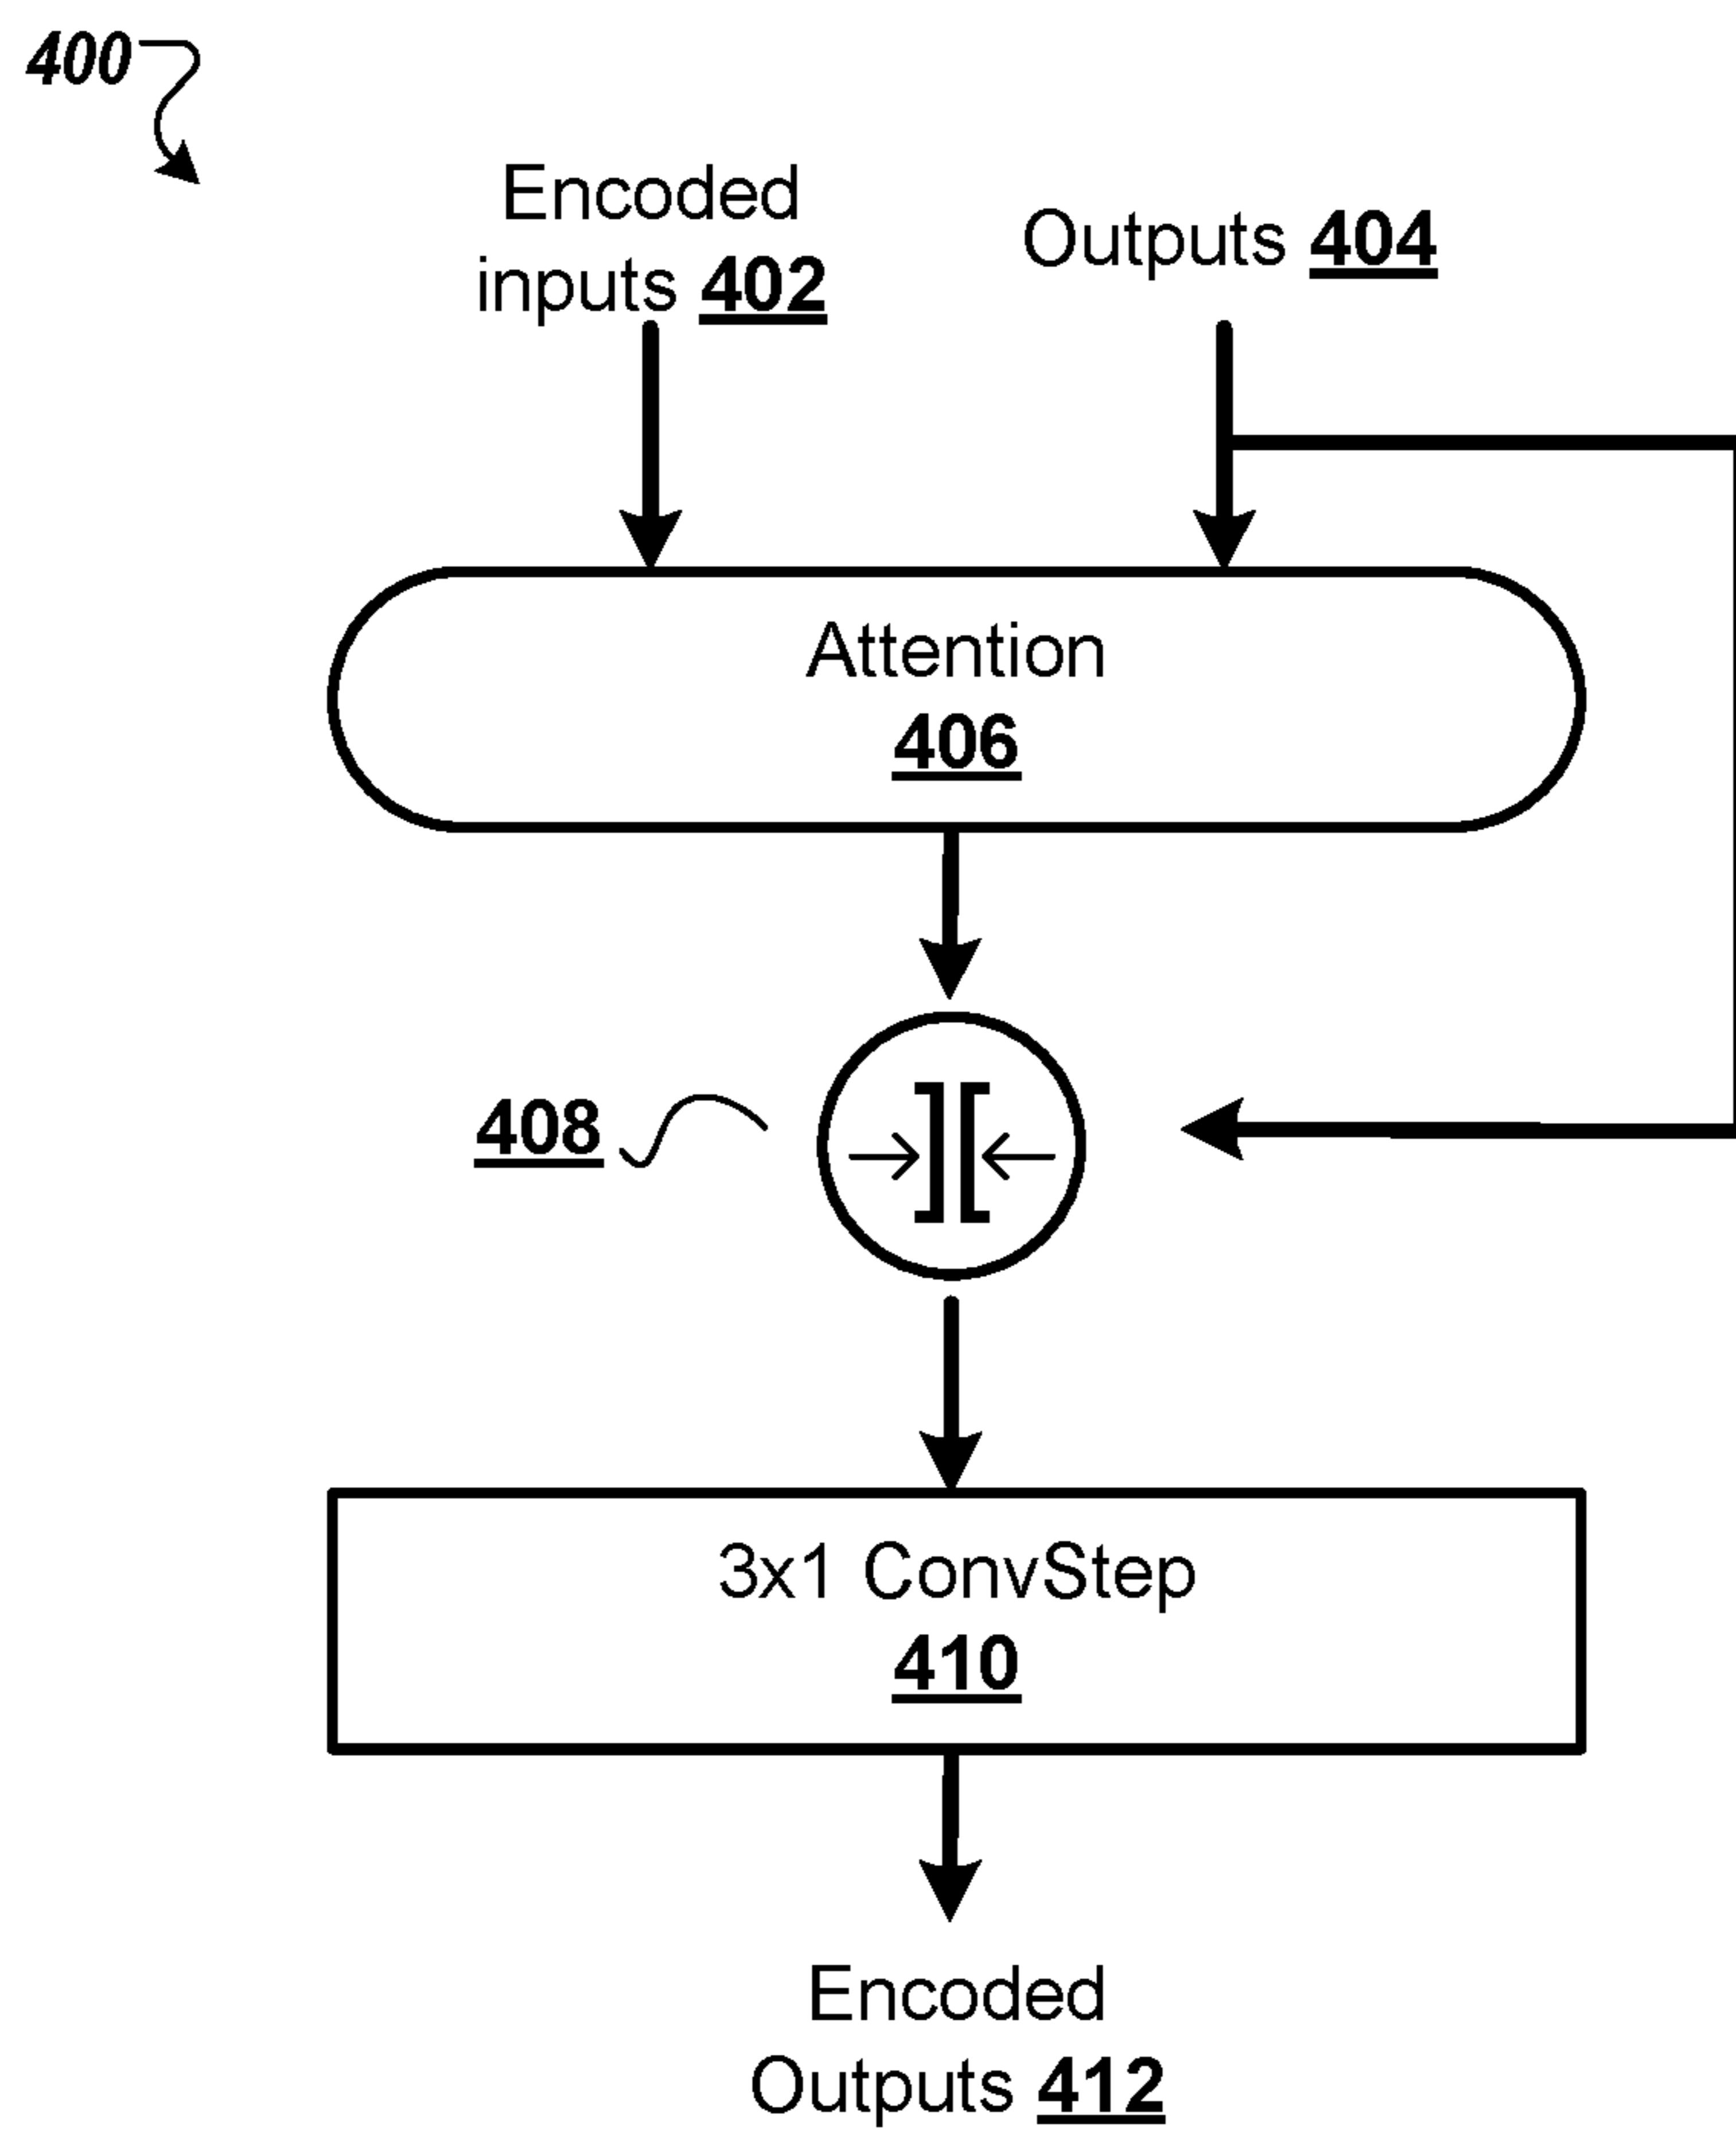 400
Encoded
inputs 402
Outputs 404
Attention
406
408
3x1 ConvStep
410
Encoded
Outputs 412